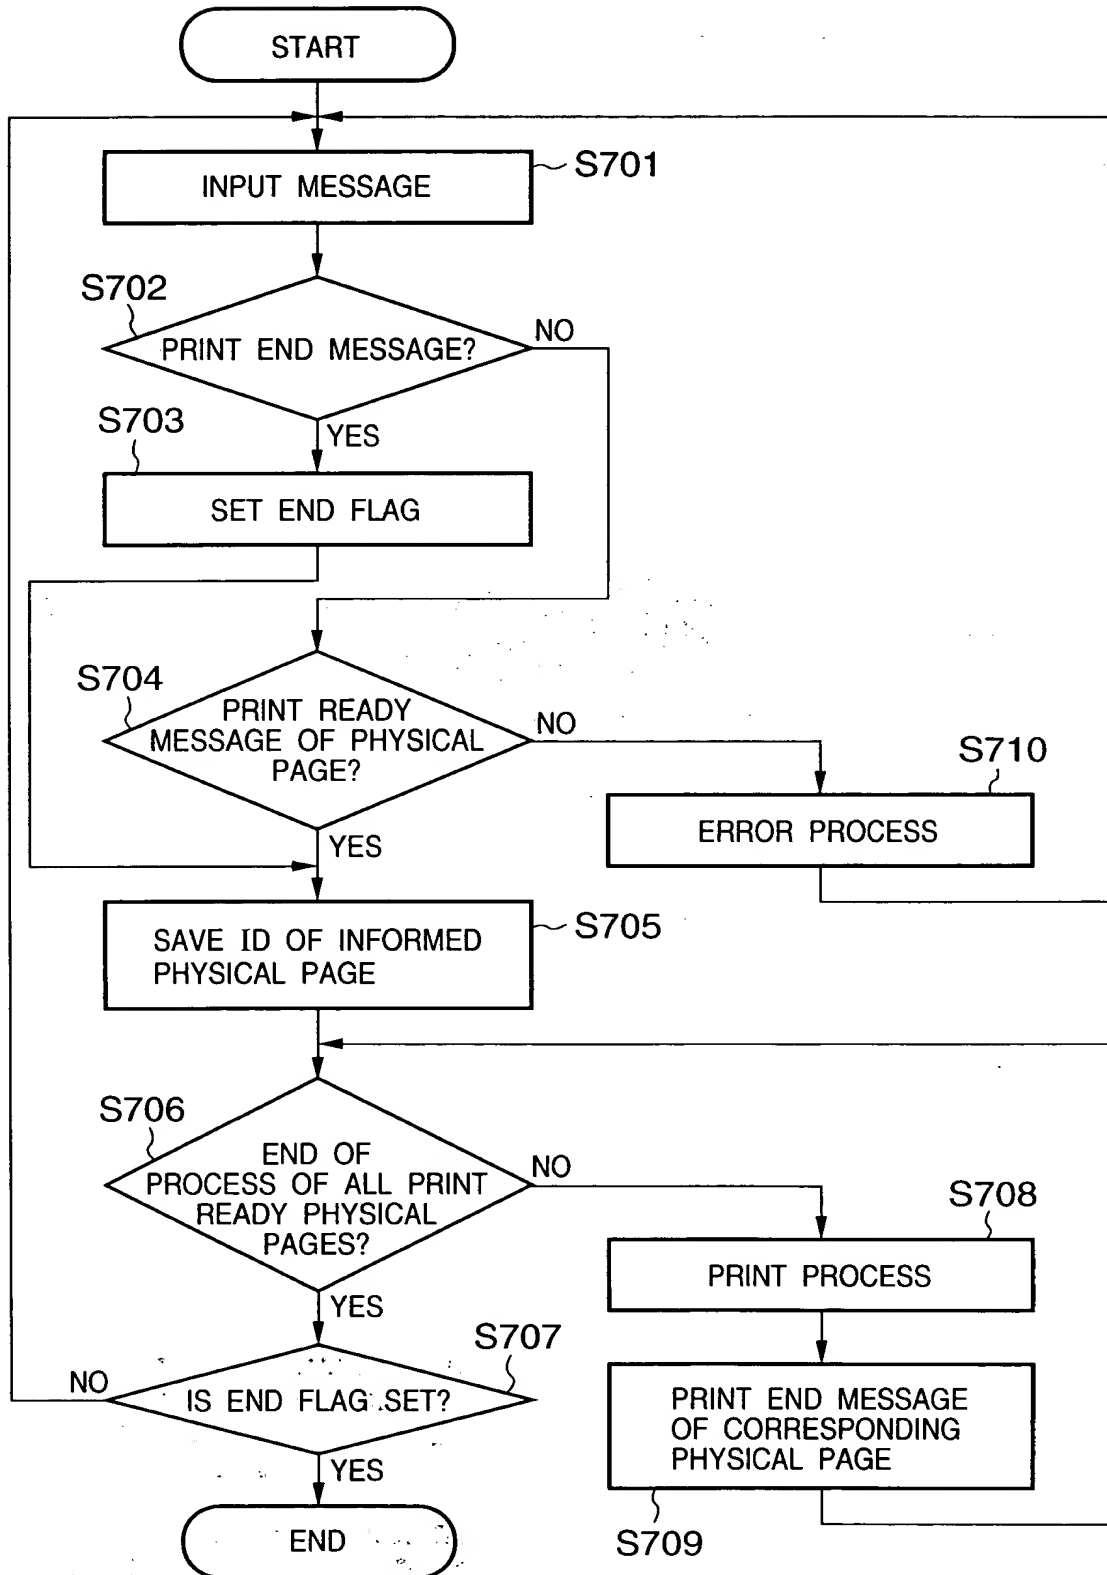 START
S701
INPUT MESSAGE
S702
PRINT END MESSAGE?
NO
YES
S703
SET END FLAG
S704
PRINT READY
MESSAGE OF PHYSICAL
PAGE?
NO
YES
S710
ERROR PROCESS
S705
SAVE ID OF INFORMED
PHYSICAL PAGE
S706
END OF
PROCESS OF ALL PRINT
READY PHYSICAL
PAGES?
NO
YES
S708
PRINT PROCESS
S707
IS END FLAG SET?
NO
YES
PRINT END MESSAGE
OF CORRESPONDING
PHYSICAL PAGE
S709
END